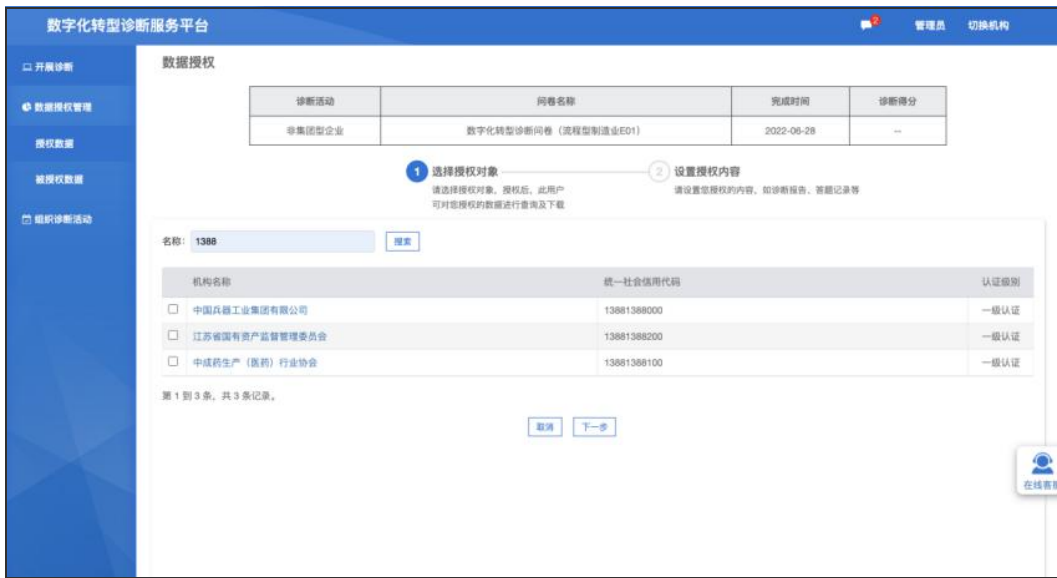 数字化转型诊断服务平台
2
管理员
切换机构
开展诊断
数据授权管理
授权数据
被授权数据
组织诊断活动
数据授权
诊断活动 问卷名称 完成时间 诊断得分
非集团型企业 数字化转型诊断问卷（流程型制造业E01） 2022-06-28 --
1 选择授权对象
请选择授权对象，授权后，此用户
可对您授权的数据进行查询及下载
2 设置授权内容
请设置您授权的内容，如诊断报告、答题记录等
名称： 1388 搜索
机构名称 统一社会信用代码 认证级别
中国兵器工业集团有限公司 13881388000 一级认证
江苏省国有资产监督管理委员会 13881388200 一级认证
中成药生产（医药）行业协会 13881388100 一级认证
第 1 到 3 条，共 3 条记录。
取消 下一步
在线客服